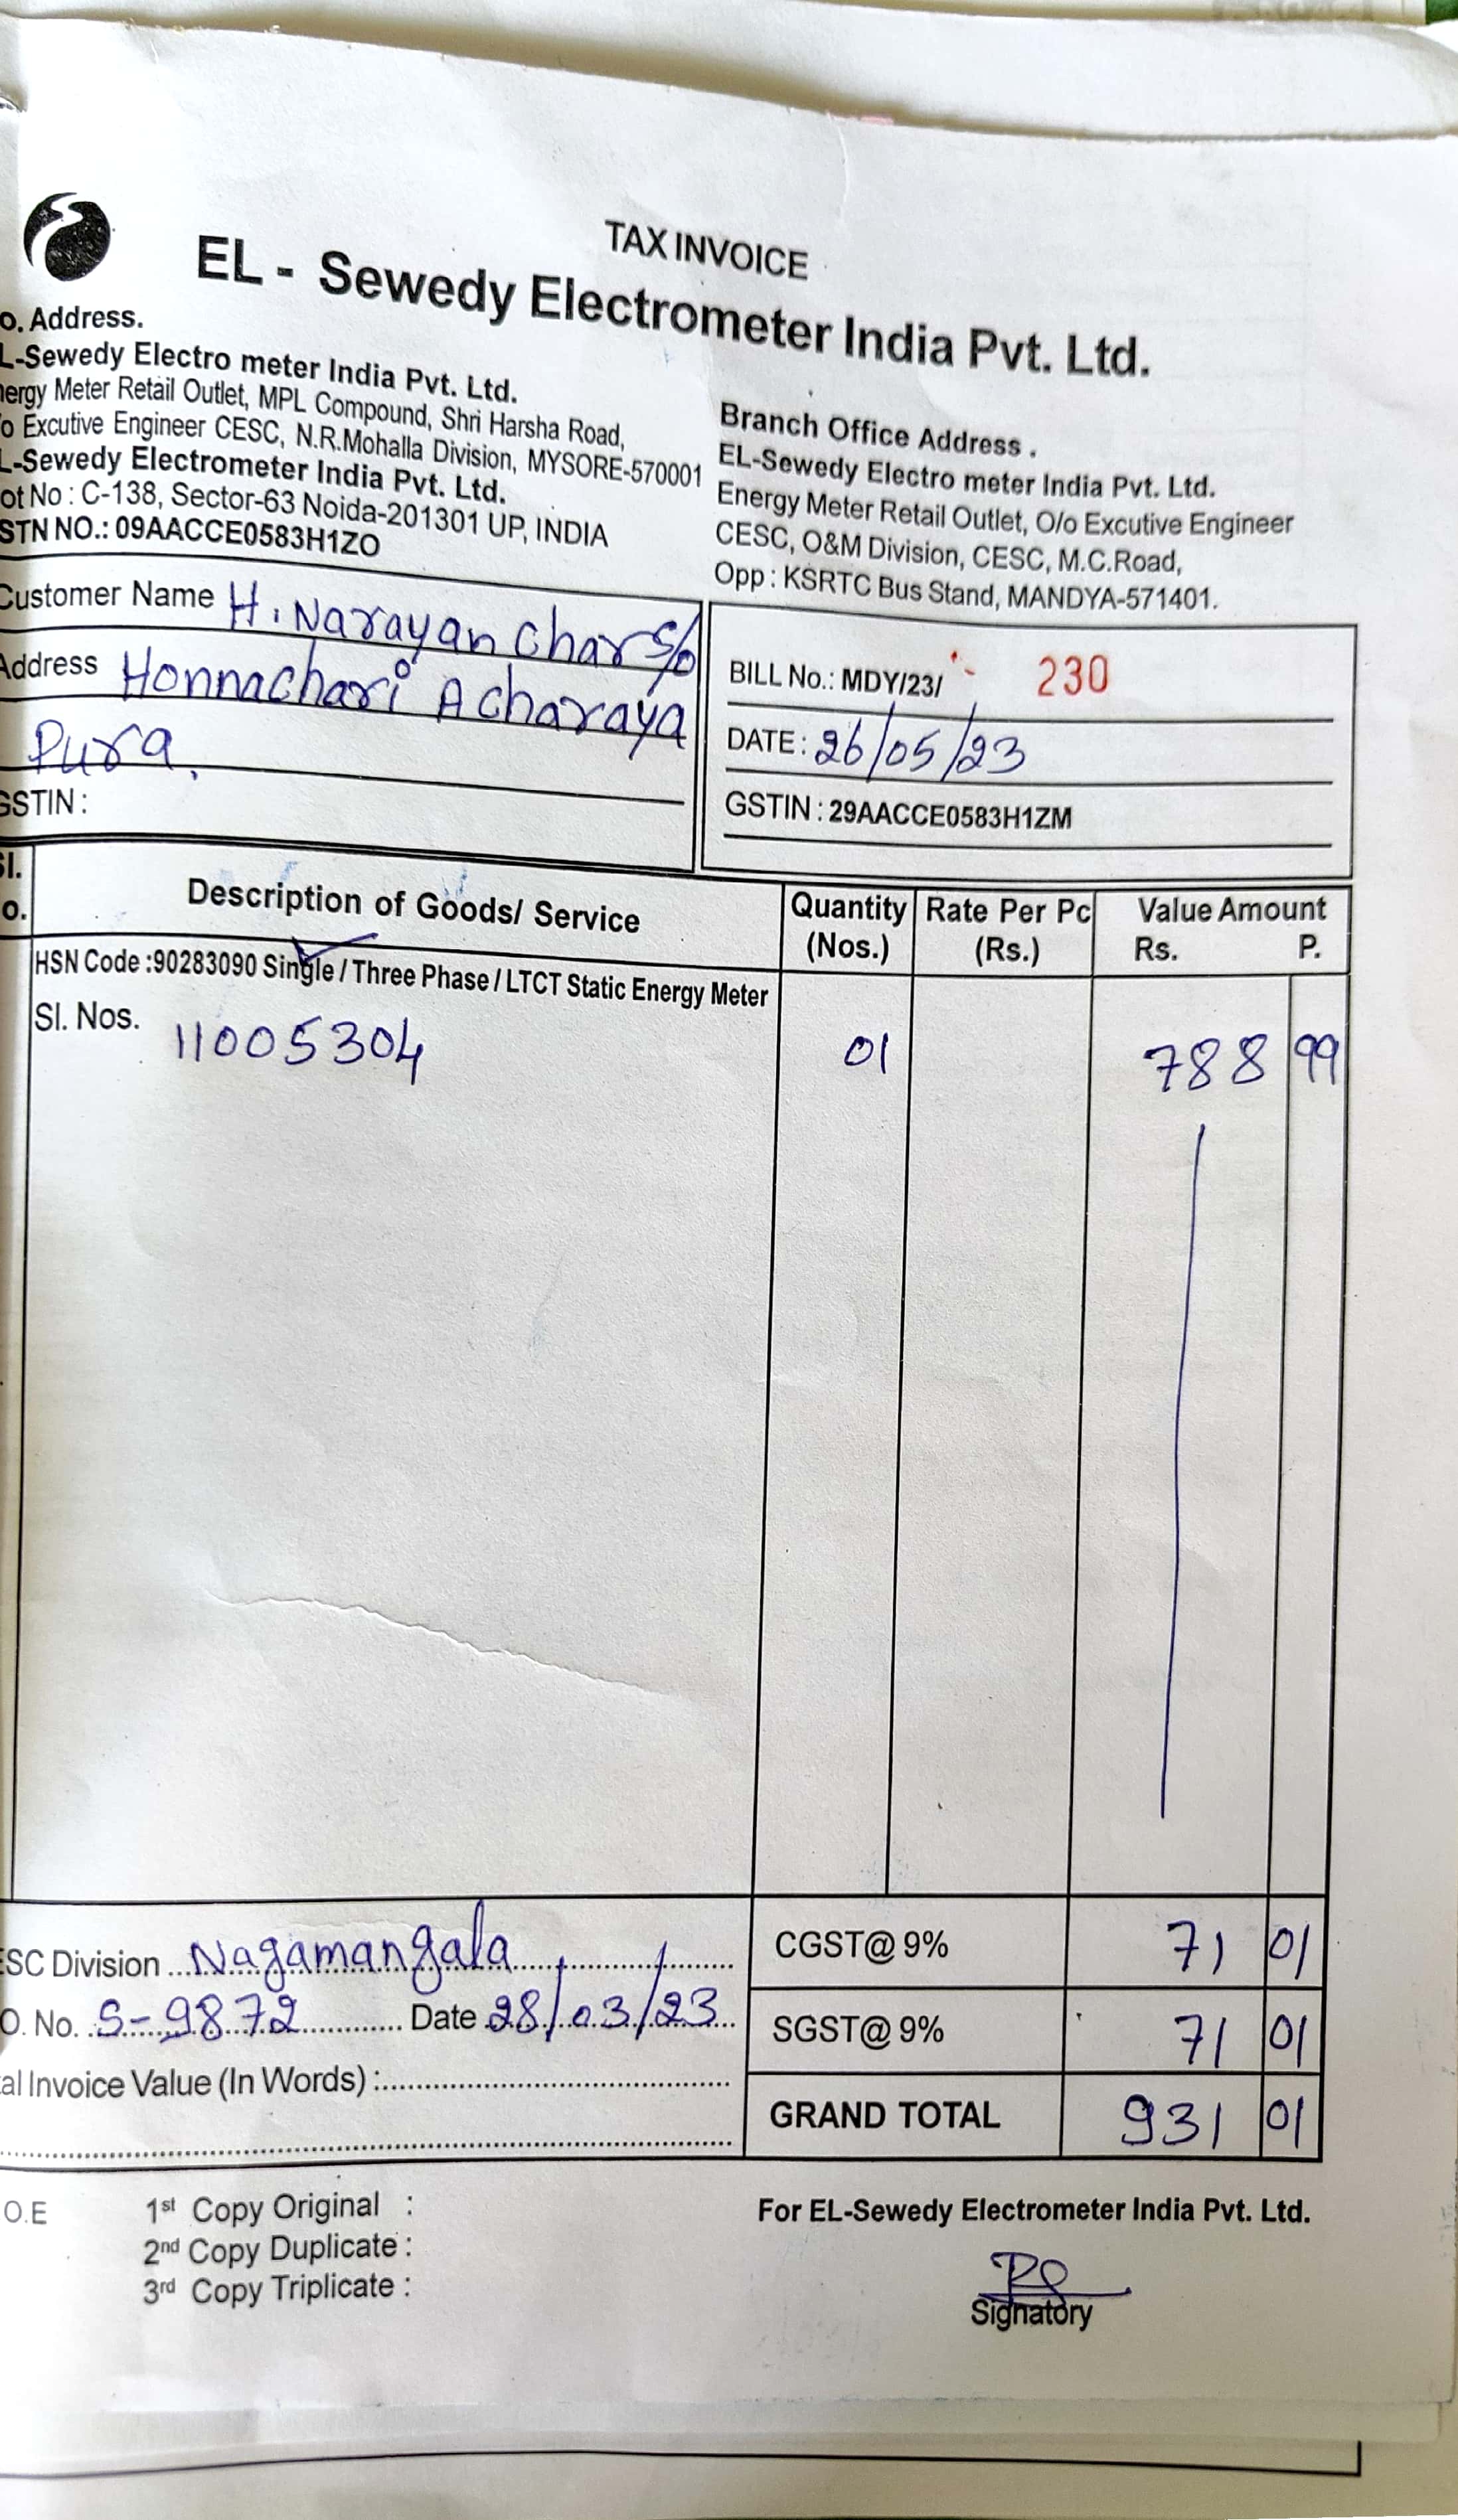 TAX INVOICE
EL - Sewedy Electrometer India Pvt. Ltd.
o. Address.
L-Sewedy Electro meter India Pvt. Ltd.
nergy Meter Retail Outlet, MPL Compound, Shri Harsha Road,
/o Excutive Engineer CESC, N.R.Mohalla Division, MYSORE-570001
L-Sewedy Electrometer India Pvt. Ltd.
ot No : C-138, Sector-63 Noida-201301 UP, INDIA
STN NO.: 09AACCE0583H1ZO
Branch Office Address .
EL-Sewedy Electro meter India Pvt. Ltd.
Energy Meter Retail Outlet, O/o Excutive Engineer
CESC, O&M Division, CESC, M.C.Road,
Opp : KSRTC Bus Stand, MANDYA-571401.
Customer Name H. Narayan Char S/o
Address Honnachari Acharaya
Pura.
GSTIN :
BILL No.: MDY/23/ - 230
DATE : 26/05/23
GSTIN : 29AACCE0583H1ZM
Sl. o. Description of Goods/ Service Quantity (Nos.) Rate Per Pc (Rs.) Value Amount Rs. P.
HSN Code :90283090 Single / Three Phase / LTCT Static Energy Meter
Sl. Nos. 11005304 01 788 99
ESC Division Nagamangala
O. No. S-9872 Date 28/03/23
al Invoice Value (In Words) :
CGST@ 9% 71 01
SGST@ 9% 71 01
GRAND TOTAL 931 01
O.E
1st Copy Original :
2nd Copy Duplicate :
3rd Copy Triplicate :
For EL-Sewedy Electrometer India Pvt. Ltd.
Signatory